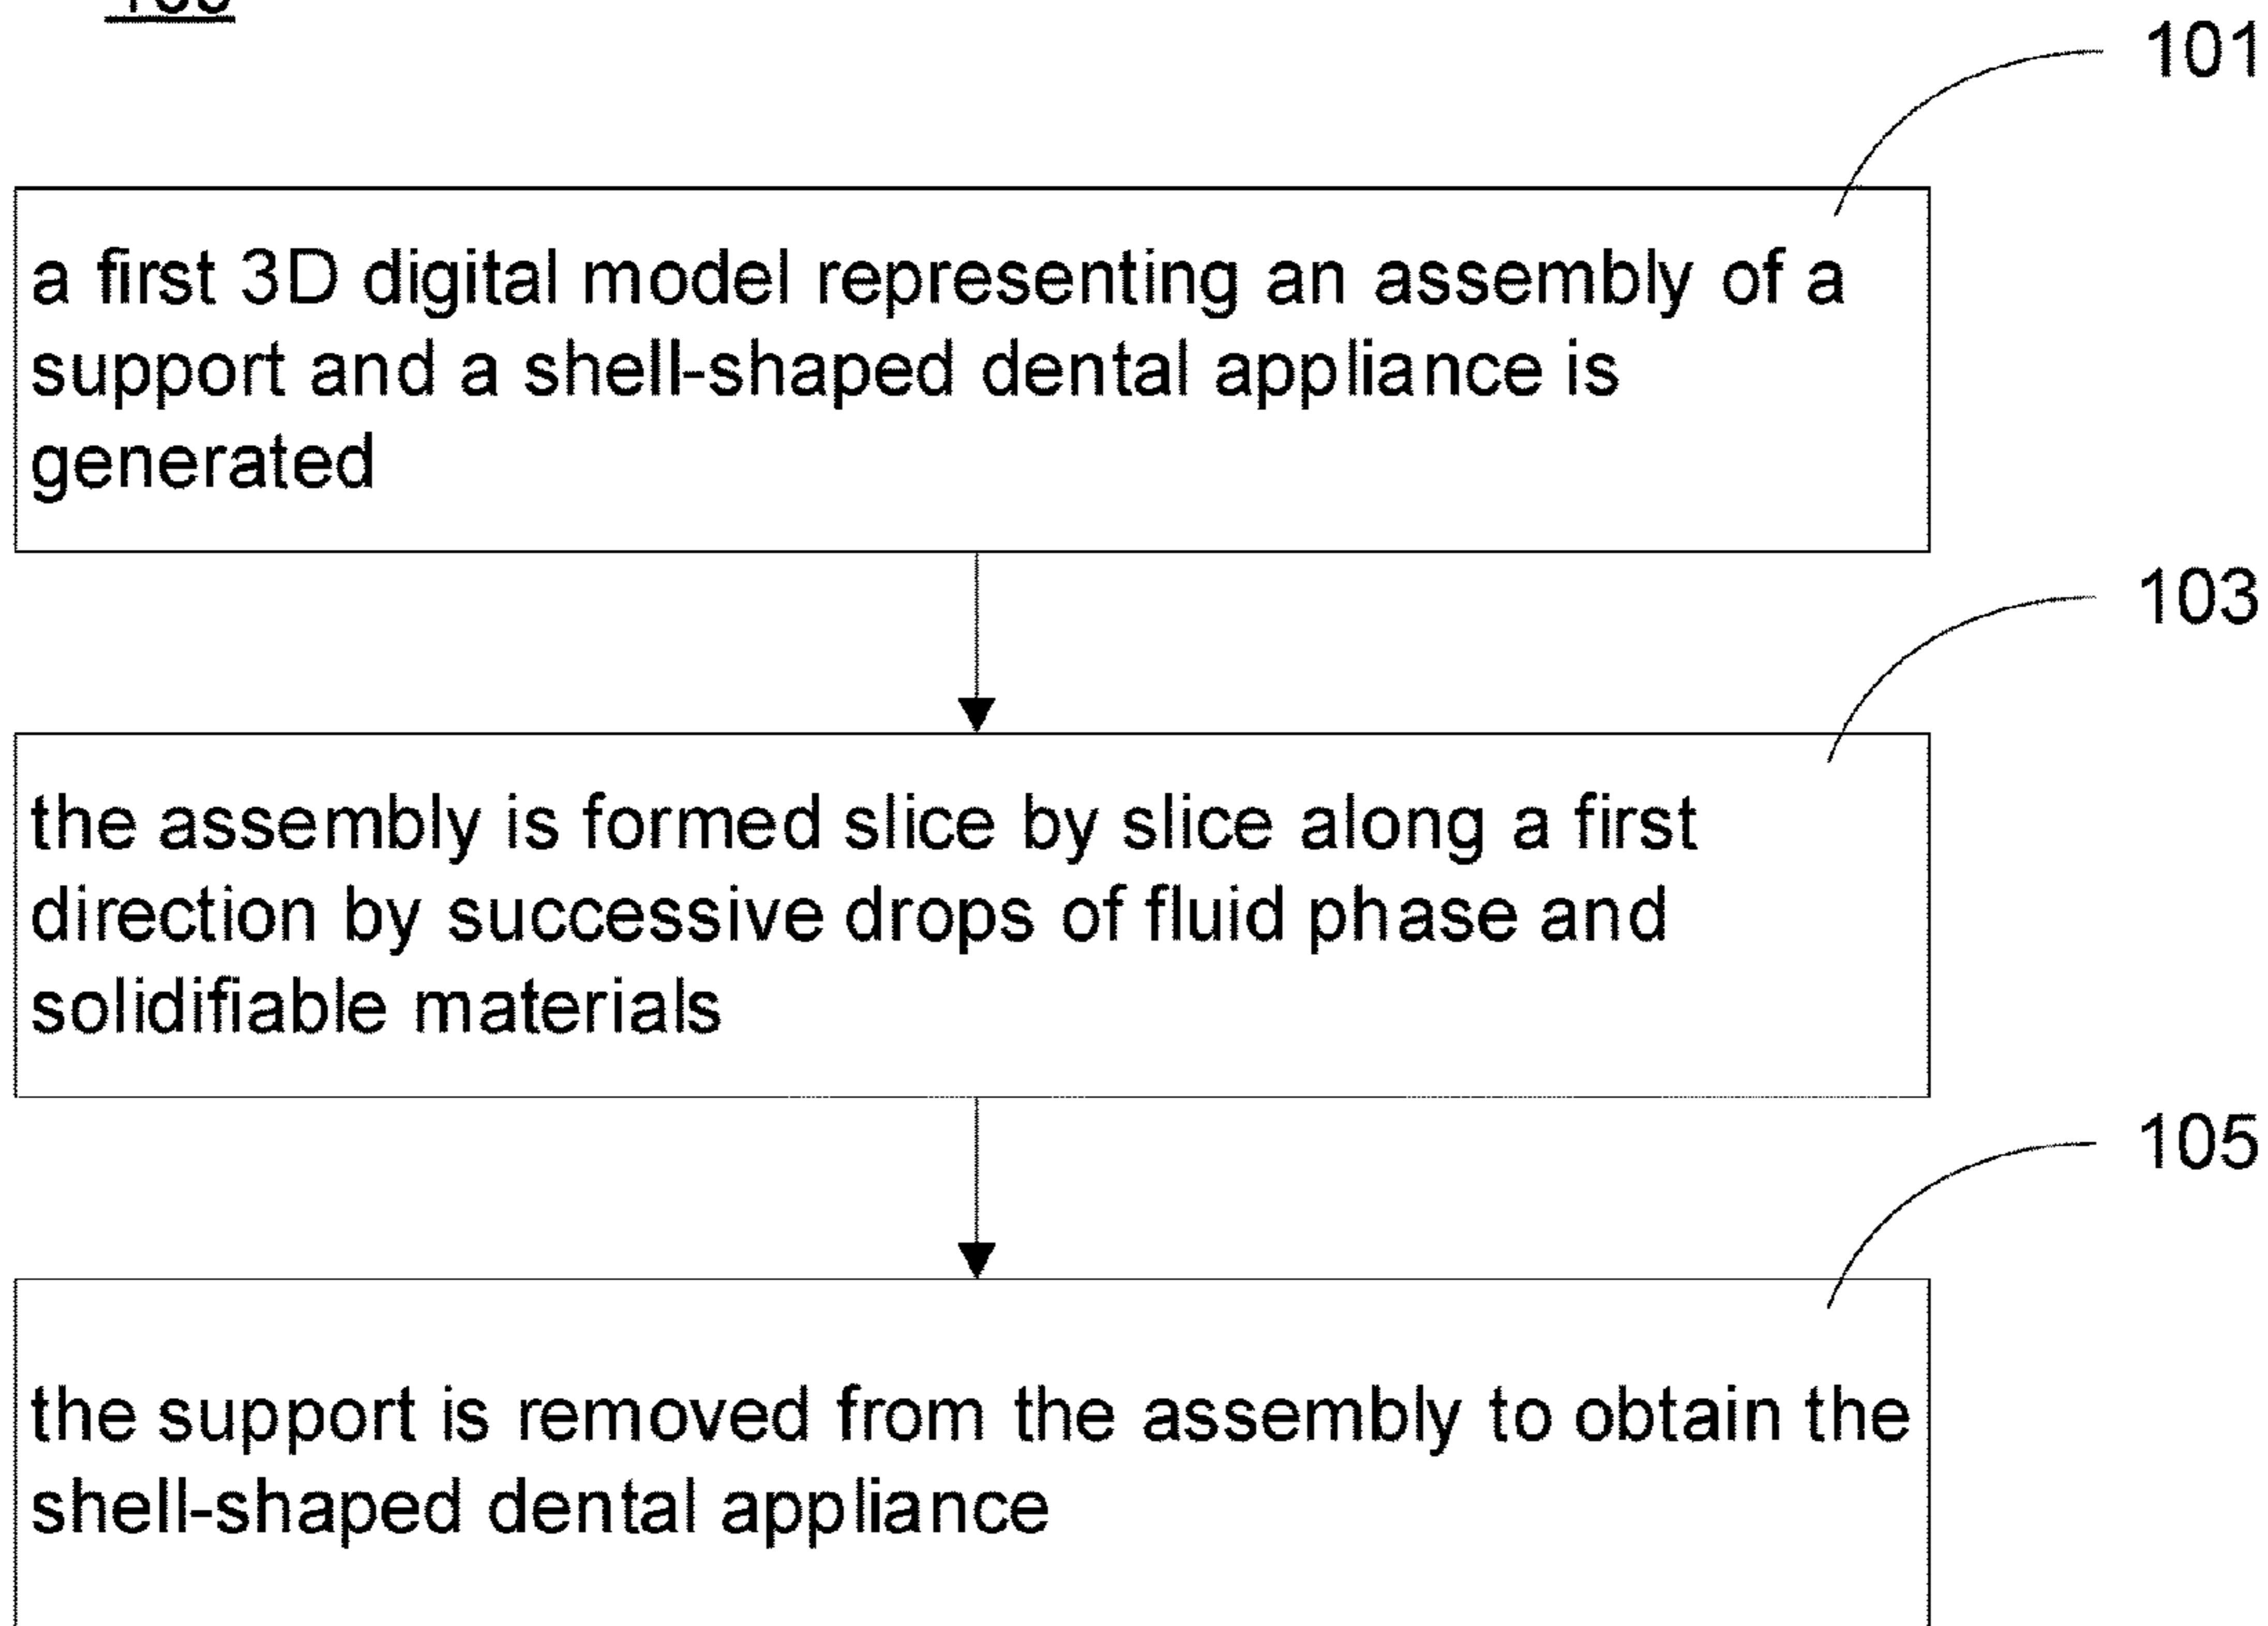 101
a first 3D digital model representing an assembly of a
support and a shell-shaped dental appliance is
generated
103
the assembly is formed slice by slice along a first
direction by successive drops of fluid phase and
solidifiable materials
105
the support is removed from the assembly to obtain the
shell-shaped dental appliance